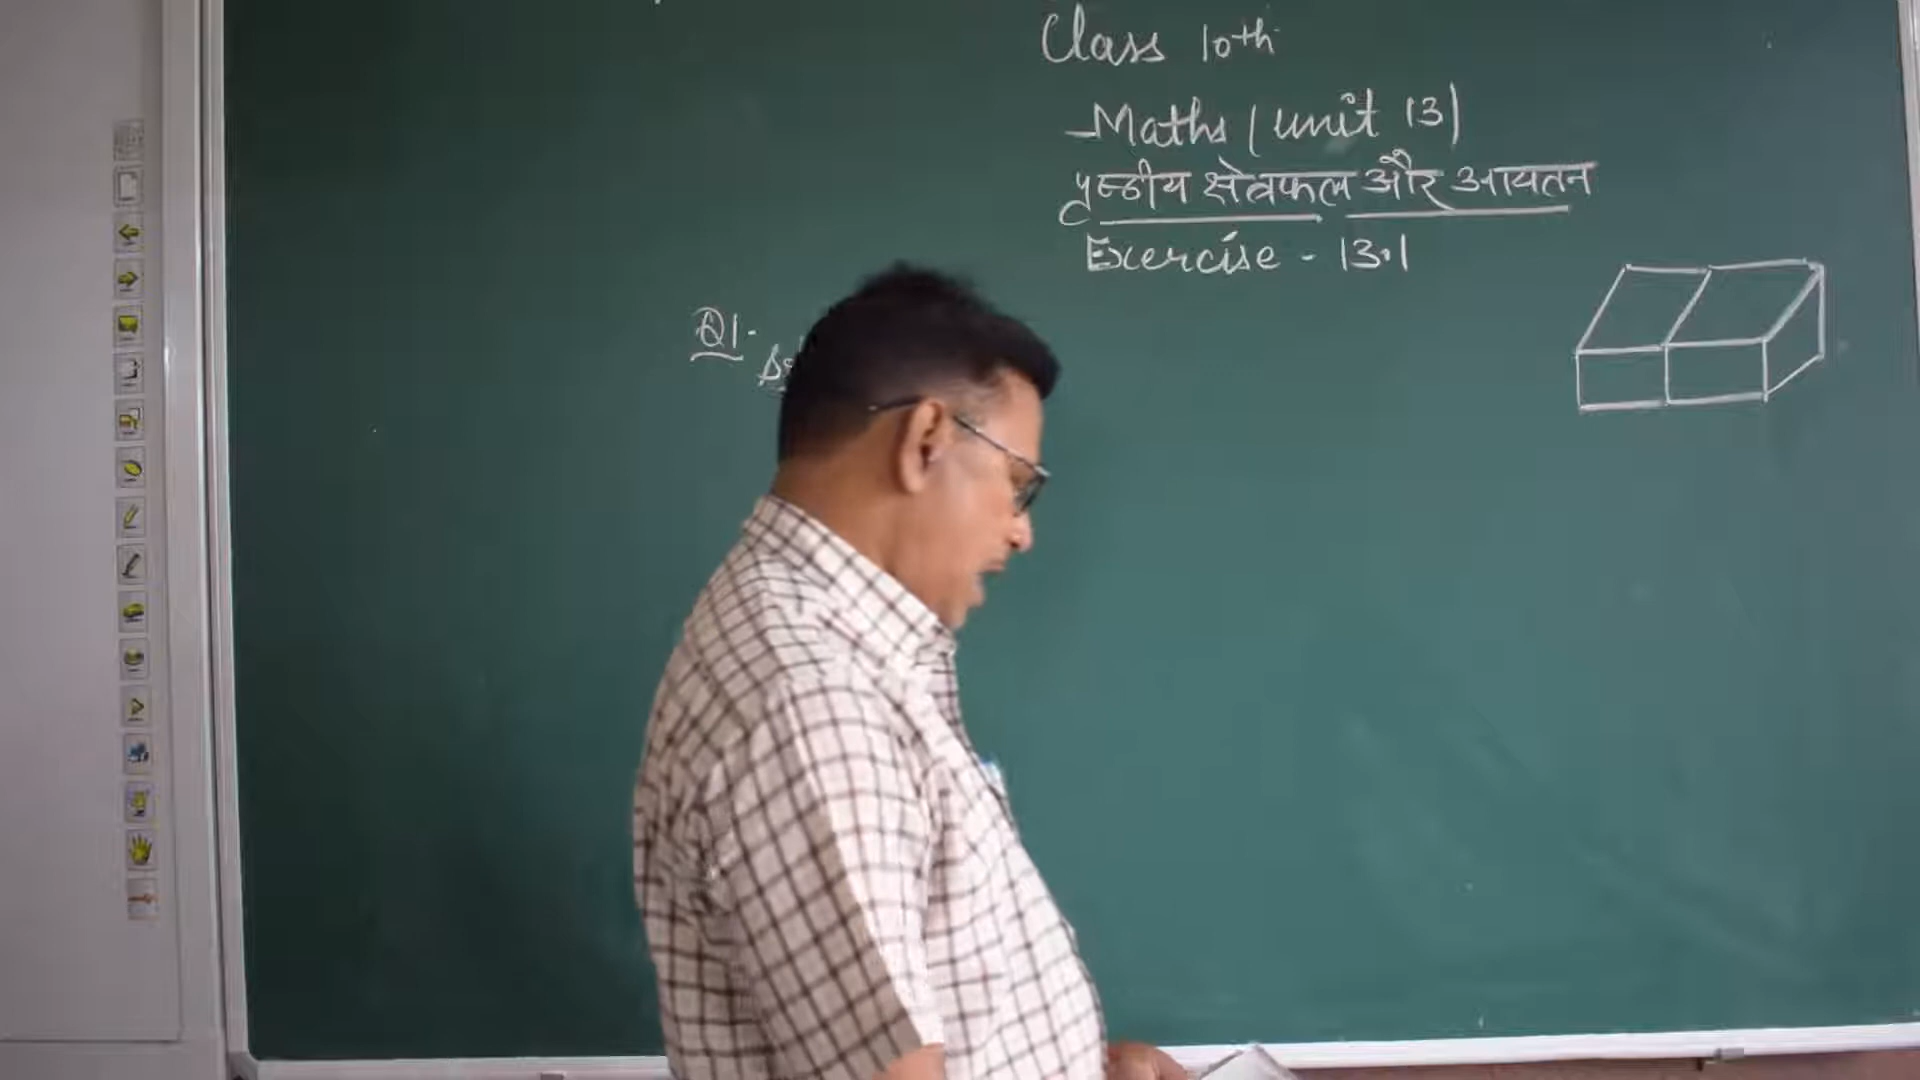 Class 10th
Maths (unit 13)
पृष्ठीय क्षेत्रफल और आयतन
Exercise - 13.1
Q1.